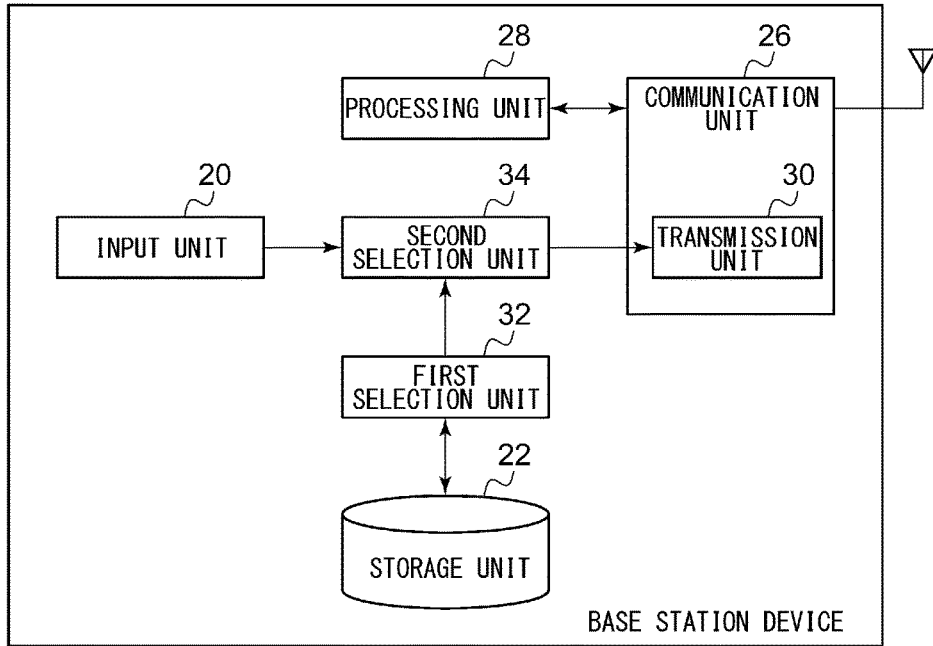 28
26
PROCESSING UNIT
COMMUNICATION
UNIT
20
34
30
INPUT UNIT
SECOND
SELECTION UNIT
TRANSMISSION
UNIT
32
FIRST
SELECTION UNIT
22
STORAGE UNIT
BASE STATION DEVICE